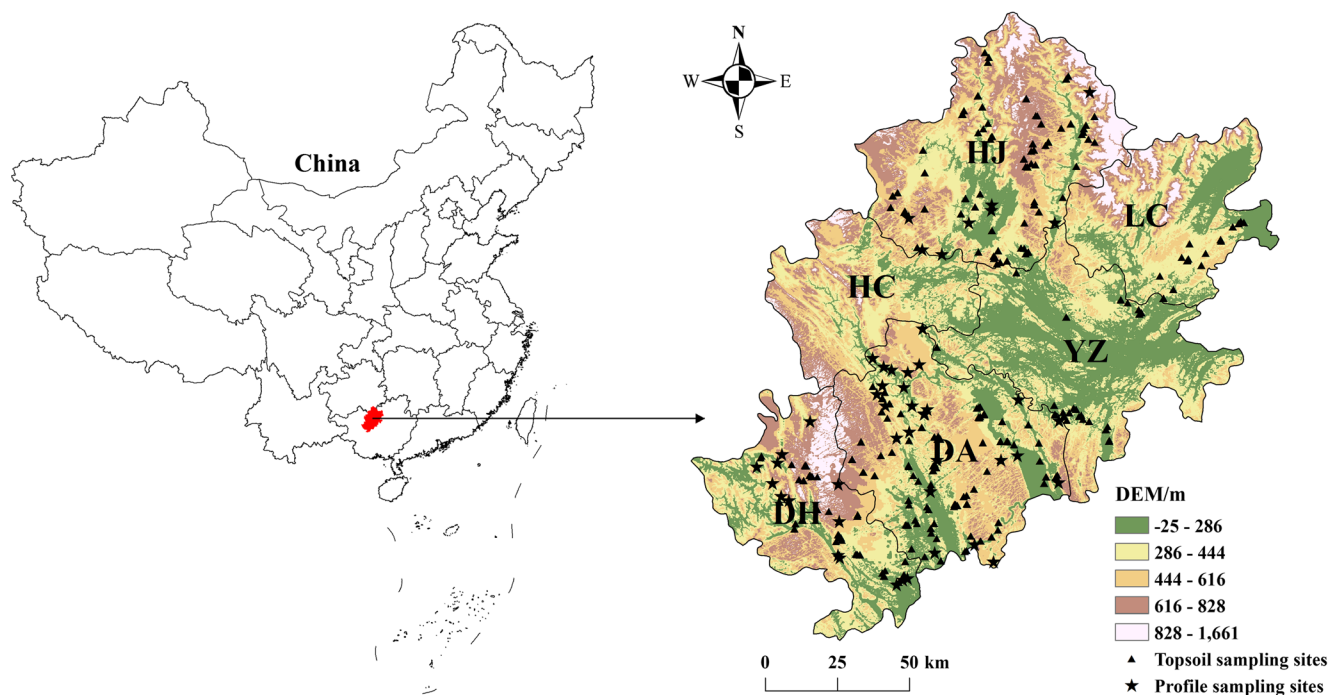 China
N
W
E
S
HJ
LC
HC
YZ
DA
DH
DEM/m
-25 - 286
286 - 444
444 - 616
616 - 828
828 - 1,661
Topsoil sampling sites
Profile sampling sites
0 25 50 km